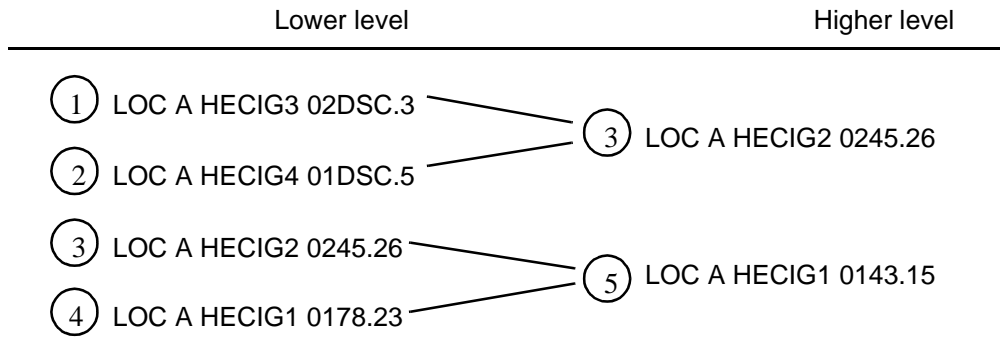 Lower level Higher level
1 LOC A HECIG3 02DSC.3
3 LOC A HECIG2 0245.26
2 LOC A HECIG4 01DSC.5
3 LOC A HECIG2 0245.26
5 LOC A HECIG1 0143.15
4 LOC A HECIG1 0178.23